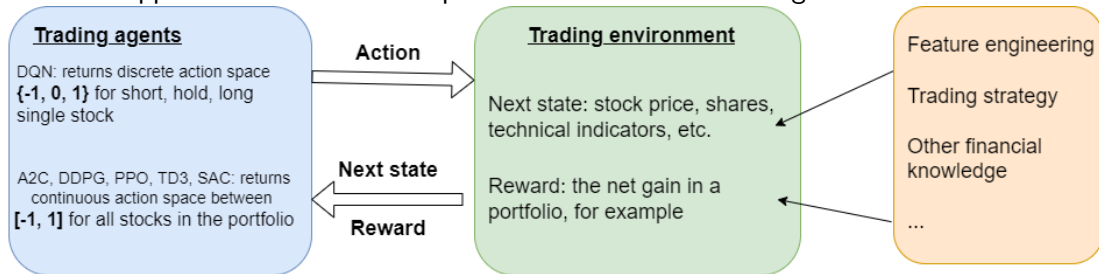 Trading agents
DQN: returns discrete action space
{-1, 0, 1} for short, hold, long
single stock
A2C, DDPG, PPO, TD3, SAC: returns
continuous action space between
[-1, 1] for all stocks in the portfolio
Action
Next state
Reward
Trading environment
Next state: stock price, shares,
technical indicators, etc.
Reward: the net gain in a
portfolio, for example
Feature engineering
Trading strategy
Other financial
knowledge
...